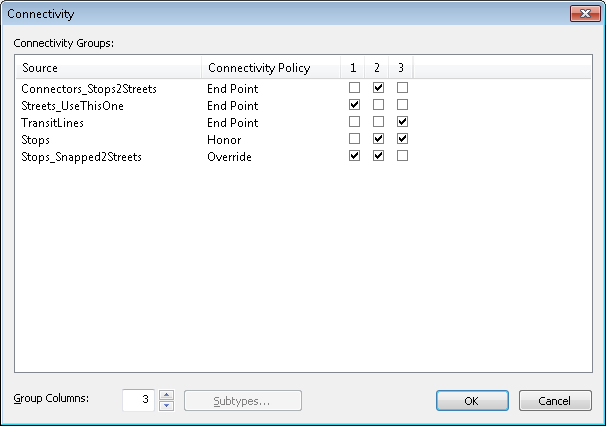 Connectivity
Connectivity Groups:
Source Connectivity Policy 1 2 3
Connectors_Stops2Streets End Point
Streets_UseThisOne End Point
TransitLines End Point
Stops Honor
Stops_Snapped2Streets Override
Group Columns: 3 Subtypes... OK Cancel